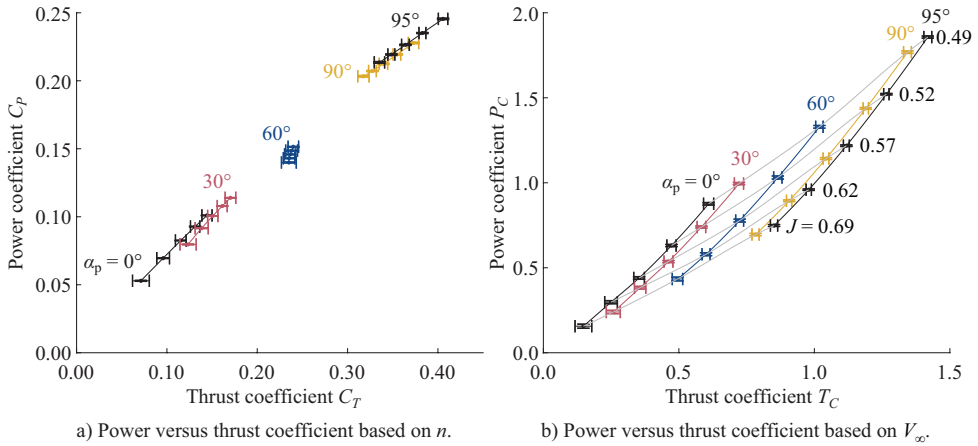 0.25
0.20
0.15
0.10
0.05
0.00
Power coefficient C_P
95°
90°
60°
30°
α_p = 0°
0.00 0.10 0.20 0.30 0.40
Thrust coefficient C_T
a) Power versus thrust coefficient based on n.
2.0
1.5
1.0
0.5
0.0
Power coefficient P_C
95°
90°
0.49
0.52
60°
0.57
30°
α_p = 0°
0.62
J = 0.69
0.0 0.5 1.0 1.5
Thrust coefficient T_C
b) Power versus thrust coefficient based on V_∞.